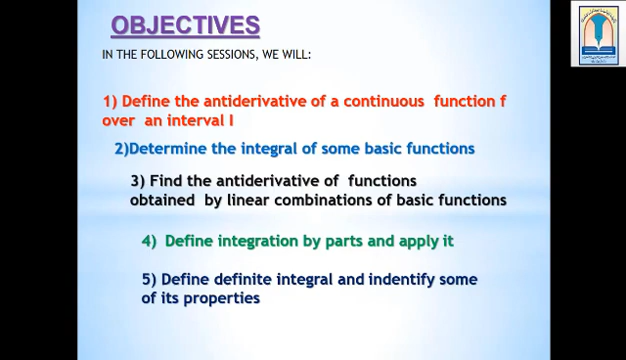 OBJECTIVES
IN THE FOLLOWING SESSIONS, WE WILL:
1) Define the antiderivative of a continuous function f
over an interval I
2)Determine the integral of some basic functions
3) Find the antiderivative of functions
obtained by linear combinations of basic functions
4) Define integration by parts and apply it
5) Define definite integral and indentify some
of its properties